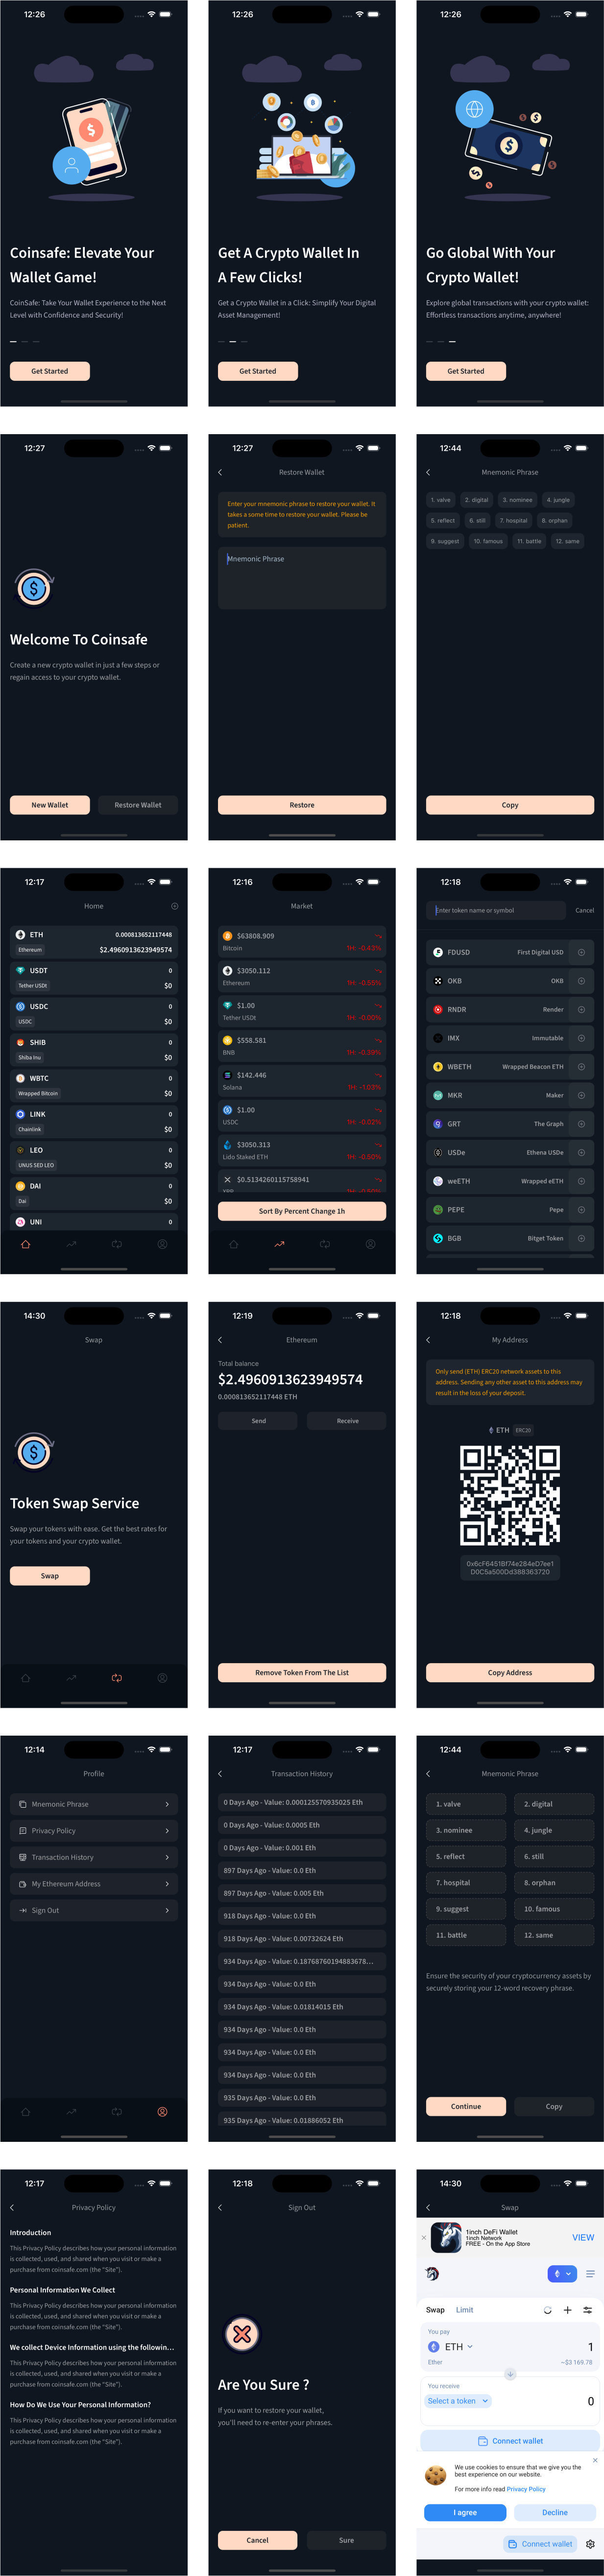 12:26
Coinsafe: Elevate Your
Wallet Game!
CoinSafe: Take Your Wallet Experience to the Next
Level with Confidence and Security!
Get Started
12:26
Get A Crypto Wallet In
A Few Clicks!
Get a Crypto Wallet in a Click: Simplify Your Digital
Asset Management!
Get Started
12:26
Go Global With Your
Crypto Wallet!
Explore global transactions with your crypto wallet:
Effortless transactions anytime, anywhere!
Get Started
12:27
Welcome To Coinsafe
Create a new crypto wallet in just a few steps or
regain access to your crypto wallet.
New Wallet
Restore Wallet
12:27
Restore Wallet
Enter your mnemonic phrase to restore your wallet. It
takes a some time to restore your wallet. Please be
patient.
Mnemonic Phrase
Restore
12:44
Mnemonic Phrase
1. valve 2. digital 3. nominee 4. jungle
5. reflect 6. still 7. hospital 8. orphan
9. suggest 10. famous 11. battle 12. same
Copy
12:17
Home
ETH 0.000813652117448
Ethereum $2.4960913623949574
USDT 0
Tether USDt $0
USDC 0
USDC $0
SHIB 0
Shiba Inu $0
WBTC 0
Wrapped Bitcoin $0
LINK 0
Chainlink $0
LEO 0
UNUS SED LEO $0
DAI 0
Dai $0
UNI 0
12:16
Market
$63808.909
Bitcoin 1H: -0.43%
$3050.112
Ethereum 1H: -0.55%
$1.00
Tether USDt 1H: -0.00%
$558.581
BNB 1H: -0.39%
$142.446
Solana 1H: -1.03%
$1.00
USDC 1H: -0.02%
$3050.313
Lido Staked ETH 1H: -0.56%
$0.5134260115758941
Sort By Percent Change 1h
12:18
Enter token name or symbol
Cancel
FDUSD First Digital USD
OKB OKB
RNDR Render
IMX Immutable
WBETH Wrapped Beacon ETH
MKR Maker
GRT The Graph
USDe Ethena USDe
weETH Wrapped eETH
PEPE Pepe
BGB Bitget Token
14:30
Swap
Token Swap Service
Swap your tokens with ease. Get the best rates for
your tokens and your crypto wallet.
Swap
12:19
Ethereum
Total balance
$2.4960913623949574
0.000813652117448 ETH
Send
Receive
Remove Token From The List
12:18
My Address
Only send (ETH) ERC20 network assets to this
address. Sending any other asset to this address may
result in the loss of your deposit.
ETH ERC20
0x6cF6451Bf74e284eD7ee1
D0C5a500Dd388363720
Copy Address
12:14
Profile
Mnemonic Phrase
Privacy Policy
Transaction History
My Ethereum Address
Sign Out
12:17
Transaction History
0 Days Ago - Value: 0.000125570935025 Eth
0 Days Ago - Value: 0.0005 Eth
0 Days Ago - Value: 0.001 Eth
897 Days Ago - Value: 0.0 Eth
897 Days Ago - Value: 0.005 Eth
918 Days Ago - Value: 0.0 Eth
918 Days Ago - Value: 0.00732624 Eth
934 Days Ago - Value: 0.18768760194883678...
934 Days Ago - Value: 0.0 Eth
934 Days Ago - Value: 0.01814015 Eth
934 Days Ago - Value: 0.0 Eth
934 Days Ago - Value: 0.0 Eth
934 Days Ago - Value: 0.0 Eth
935 Days Ago - Value: 0.0 Eth
935 Days Ago - Value: 0.01886052 Eth
12:44
Mnemonic Phrase
1. valve 2. digital
3. nominee 4. jungle
5. reflect 6. still
7. hospital 8. orphan
9. suggest 10. famous
11. battle 12. same
Ensure the security of your cryptocurrency assets by
securely storing your 12-word recovery phrase.
Continue
Copy
12:17
Privacy Policy
Introduction
This Privacy Policy describes how your personal information
is collected, used, and shared when you visit or make a
purchase from coinsafe.com (the “Site”).
Personal Information We Collect
This Privacy Policy describes how your personal information
is collected, used, and shared when you visit or make a
purchase from coinsafe.com (the “Site”).
We collect Device Information using the followin...
This Privacy Policy describes how your personal information
is collected, used, and shared when you visit or make a
purchase from coinsafe.com (the “Site”).
How Do We Use Your Personal Information?
This Privacy Policy describes how your personal information
is collected, used, and shared when you visit or make a
purchase from coinsafe.com (the “Site”).
12:18
Sign Out
Are You Sure ?
If you want to restore your wallet,
you'll need to re-enter your phrases.
Cancel
Sure
14:30
Swap
1inch DeFi Wallet
1inch Network
FREE - On the App Store
VIEW
Swap Limit
You pay
ETH 1
Ether ~$3 169.78
You receive
Select a token 0
Connect wallet
We use cookies to ensure that we give you the
best experience on our website.
For more info read Privacy Policy
I agree
Decline
Connect wallet